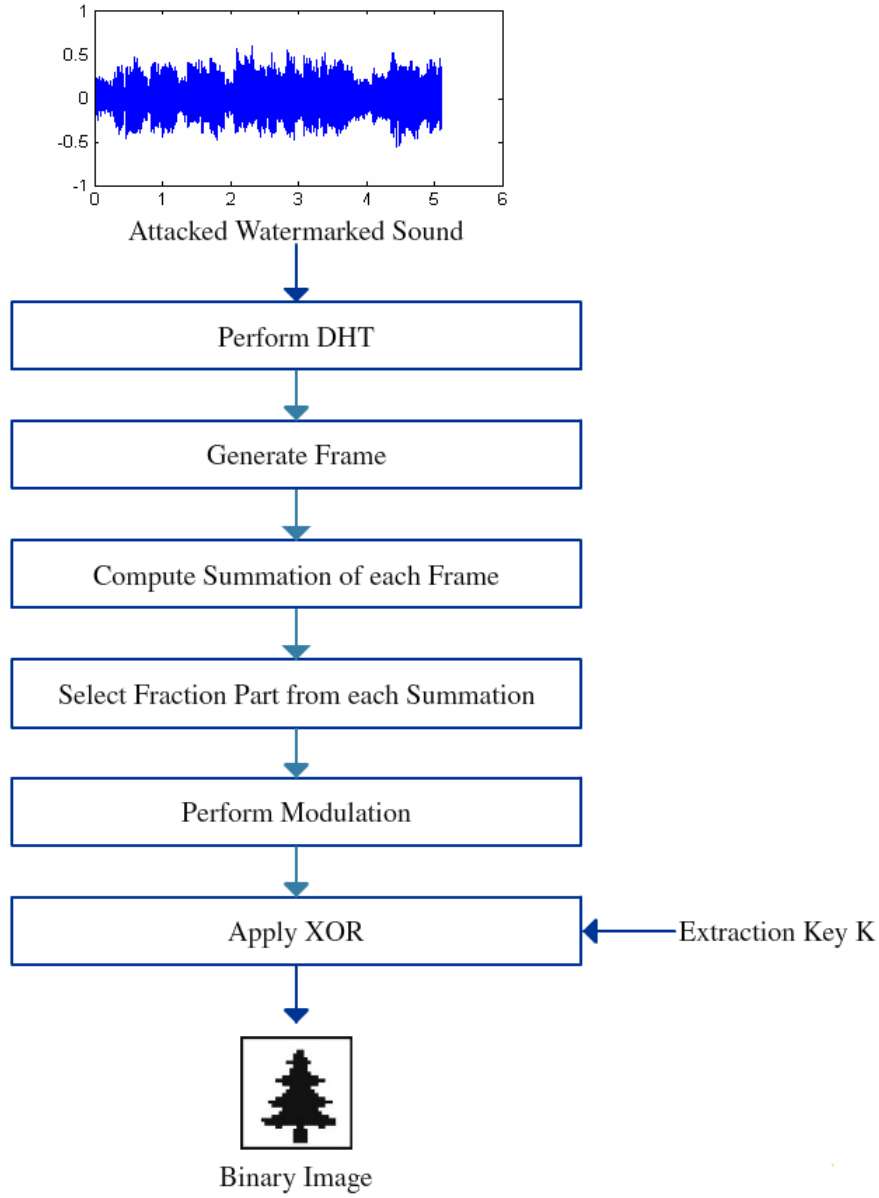 1
0.5
0
-0.5
-1
0 1 2 3 4 5 6
Attacked Watermarked Sound
Perform DHT
Generate Frame
Compute Summation of each Frame
Select Fraction Part from each Summation
Perform Modulation
Apply XOR
Extraction Key K
Binary Image